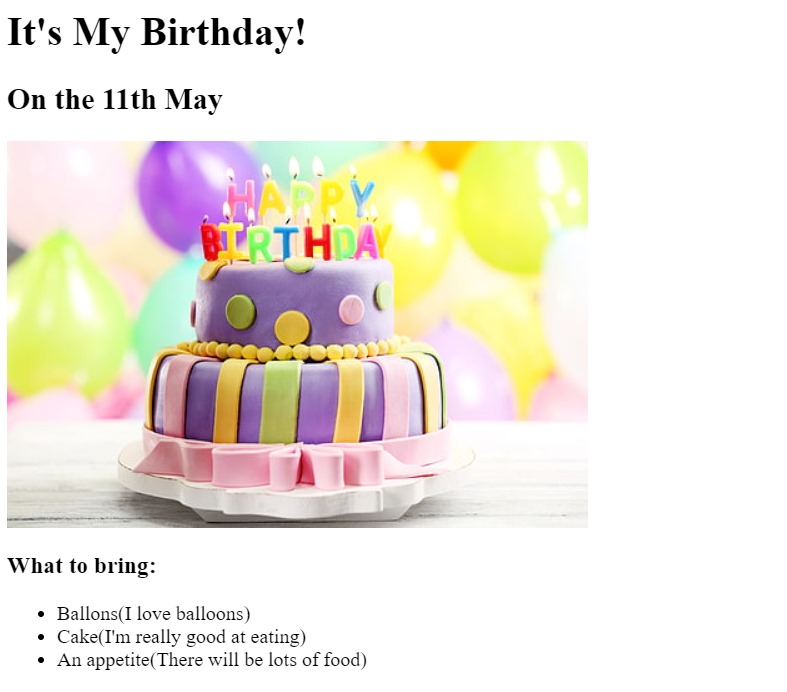 It's My Birthday!
On the 11th May
HAPPY
BIRTHDAY
What to bring:
Ballons(I love balloons)
Cake(I'm really good at eating)
An appetite(There will be lots of food)